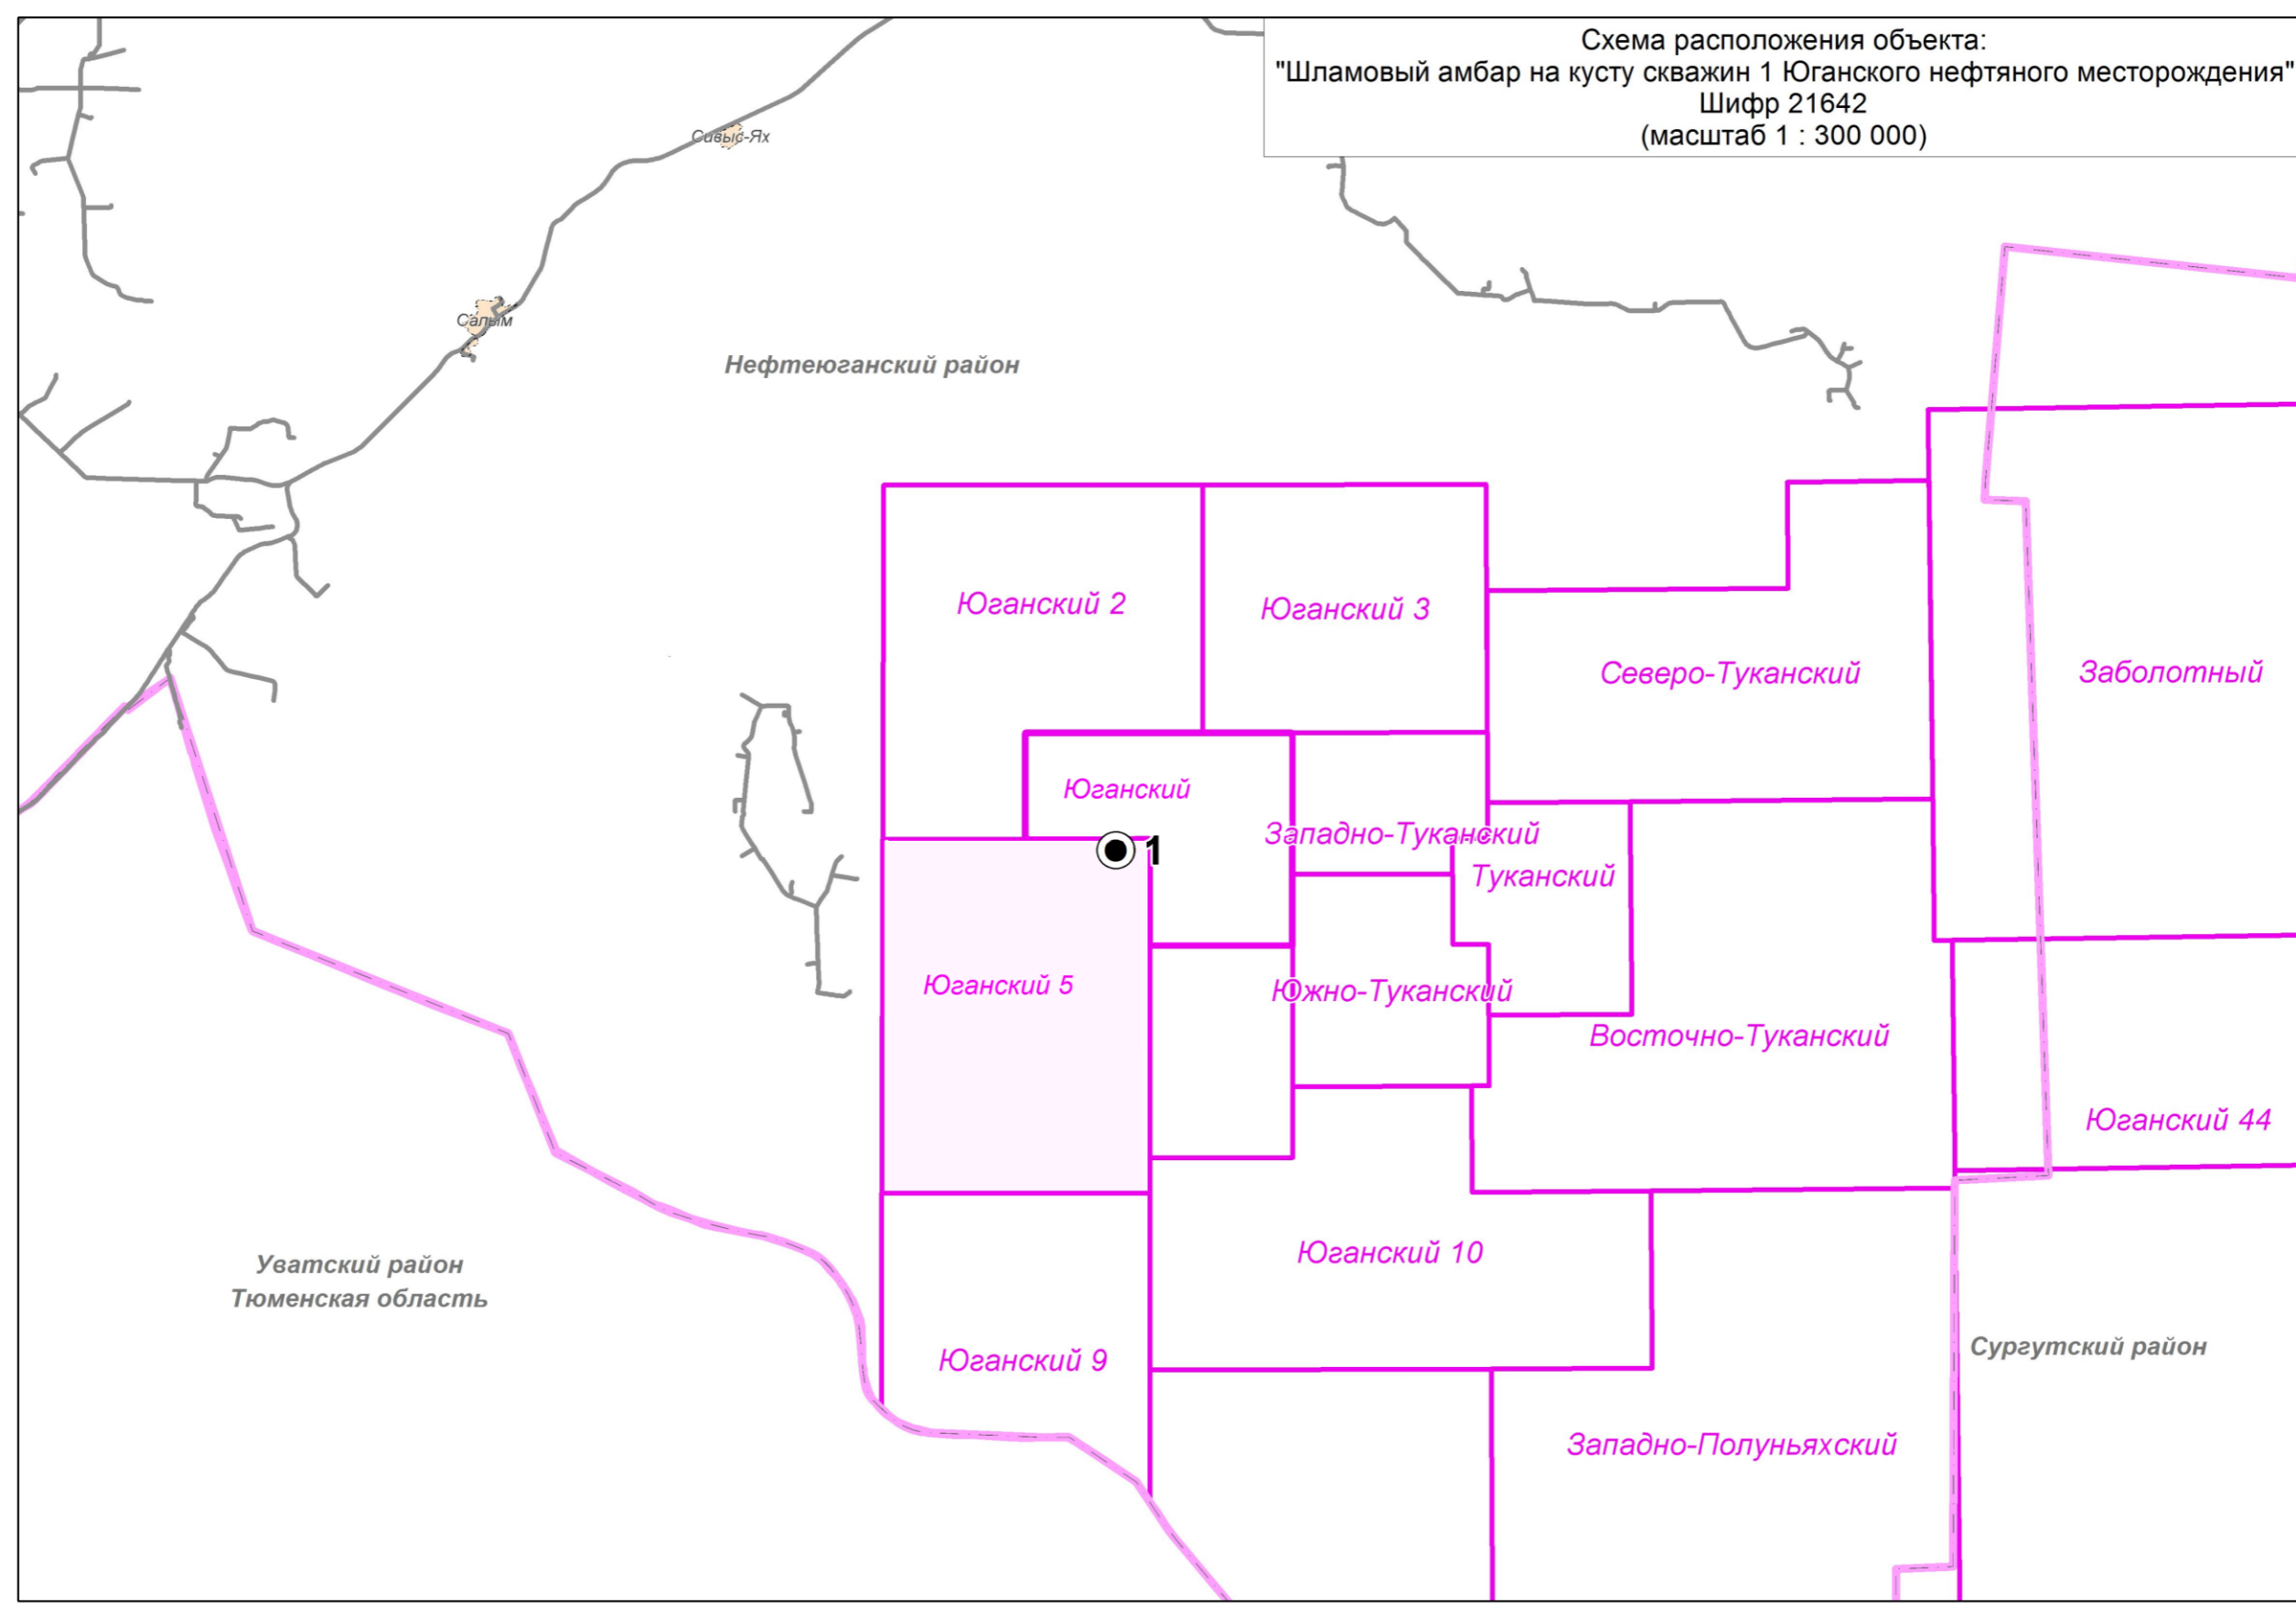 Схема расположения объекта:
"Шламовый амбар на кусту скважин 1 Юганского нефтяного месторождения"
Шифр 21642
(масштаб 1 : 300 000)
Сивыс-Ях
Салым
Нефтеюганский район
Юганский 2
Юганский 3
Северо-Туканский
Заболотный
Юганский
Западно-Туканский
1
Туканский
Юганский 5
Южно-Туканский
Восточно-Туканский
Юганский 44
Уватский район
Тюменская область
Юганский 10
Юганский 9
Сургутский район
Западно-Полуньяхский